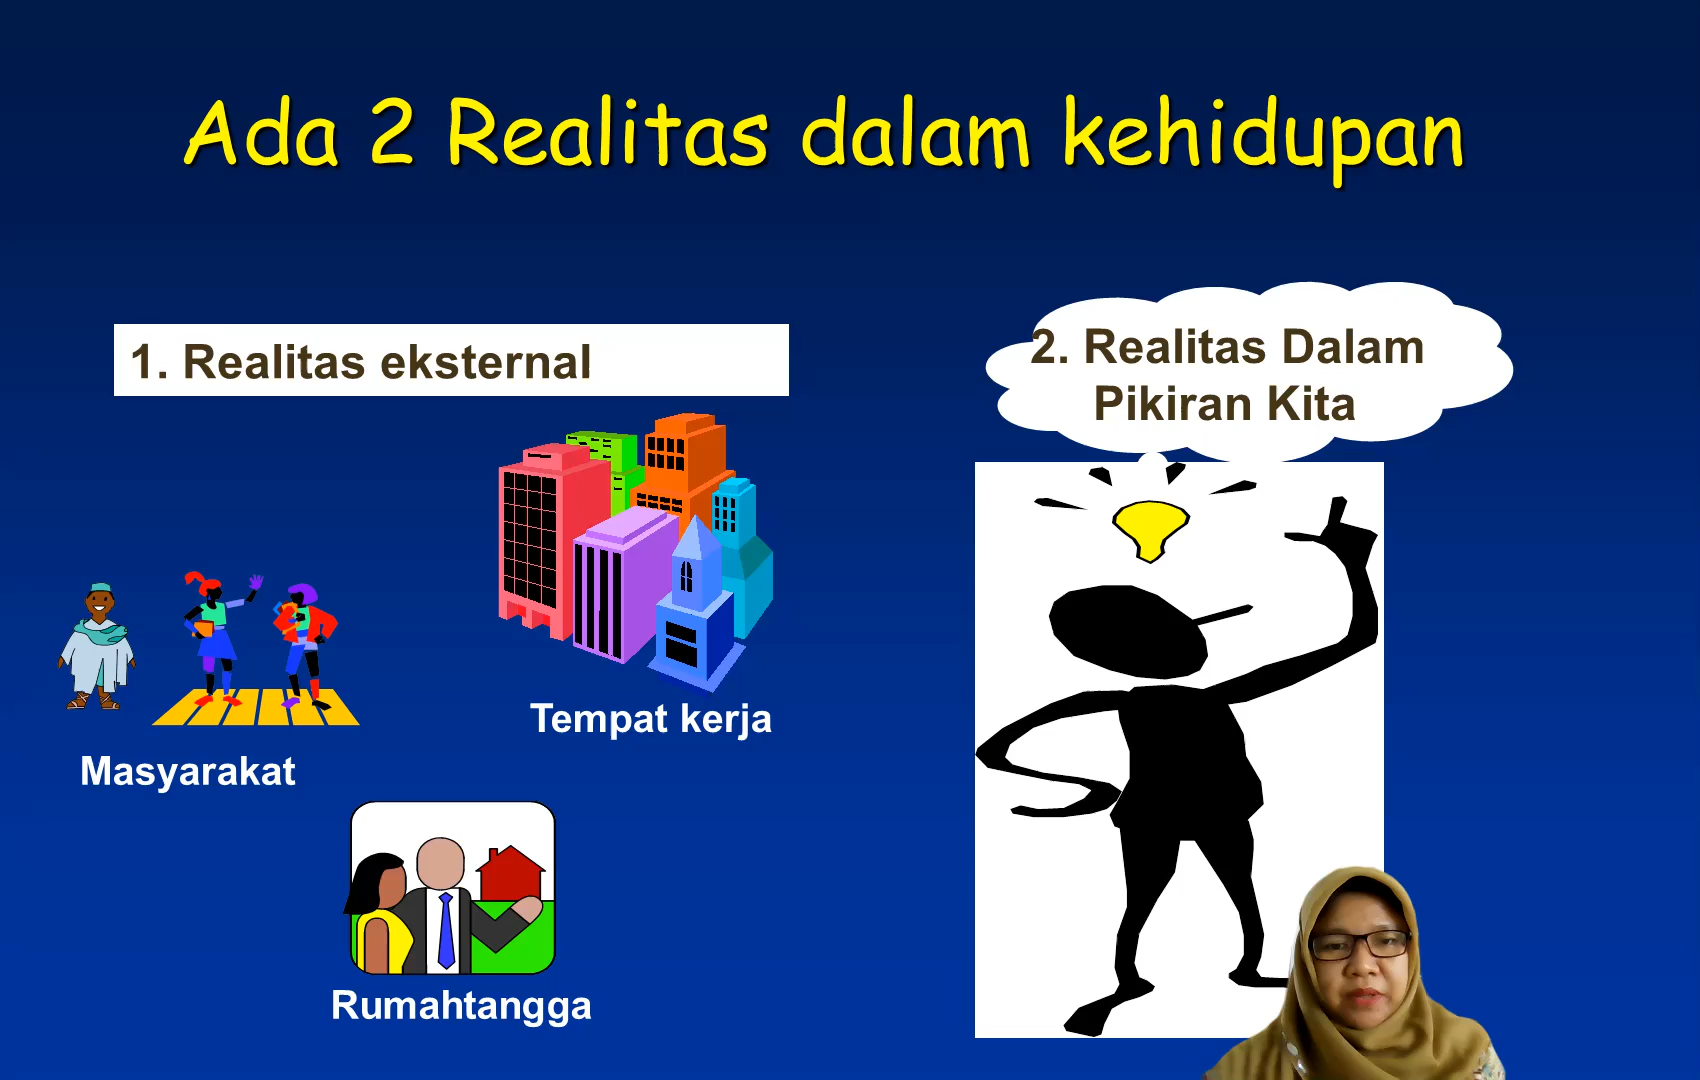 Ada 2 Realitas dalam kehidupan
1. Realitas eksternal
Tempat kerja
Masyarakat
Rumahtangga
2. Realitas Dalam
Pikiran Kita